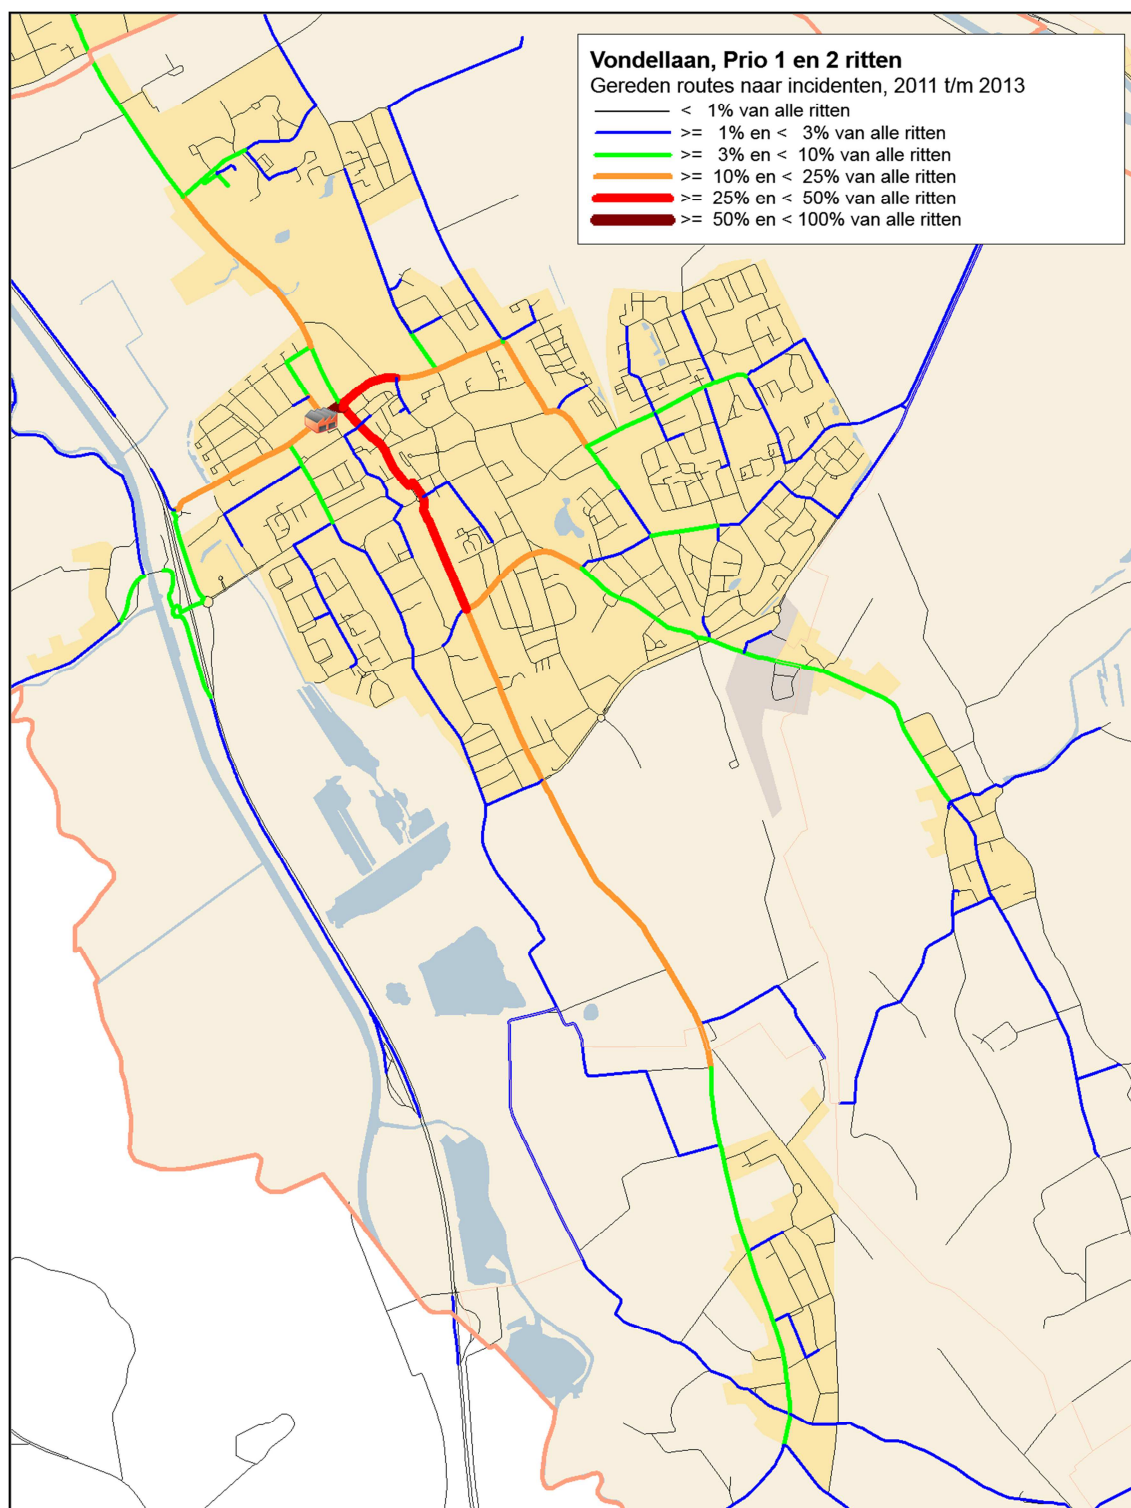 Vondellaan, Prio 1 en 2 ritten
Gereden routes naar incidenten, 2011 t/m 2013
< 1% van alle ritten
>= 1% en < 3% van alle ritten
>= 3% en < 10% van alle ritten
>= 10% en < 25% van alle ritten
>= 25% en < 50% van alle ritten
>= 50% en < 100% van alle ritten